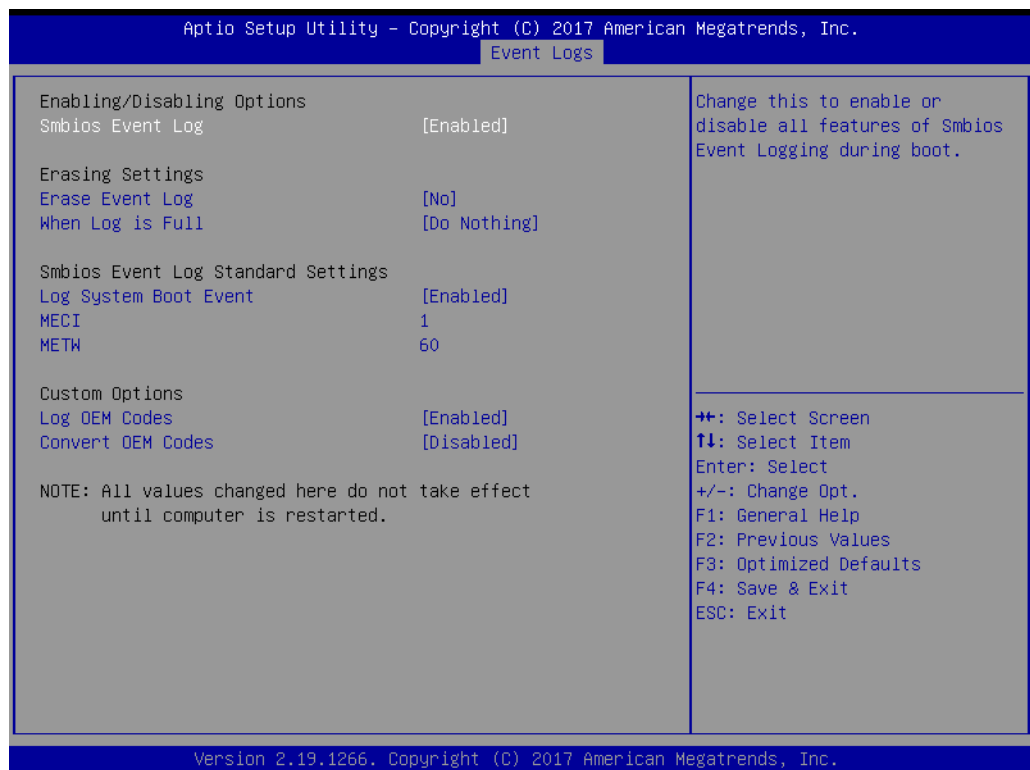 Aptio Setup Utility – Copyright (C) 2017 American Megatrends, Inc.
Event Logs
Enabling/Disabling Options
Smbios Event Log [Enabled]
Erasing Settings
Erase Event Log [No]
When Log is Full [Do Nothing]
Smbios Event Log Standard Settings
Log System Boot Event [Enabled]
MECI 1
METW 60
Custom Options
Log OEM Codes [Enabled]
Convert OEM Codes [Disabled]
NOTE: All values changed here do not take effect
until computer is restarted.
Change this to enable or
disable all features of Smbios
Event Logging during boot.
→←: Select Screen
↑↓: Select Item
Enter: Select
+/-: Change Opt.
F1: General Help
F2: Previous Values
F3: Optimized Defaults
F4: Save & Exit
ESC: Exit
Version 2.19.1266. Copyright (C) 2017 American Megatrends, Inc.